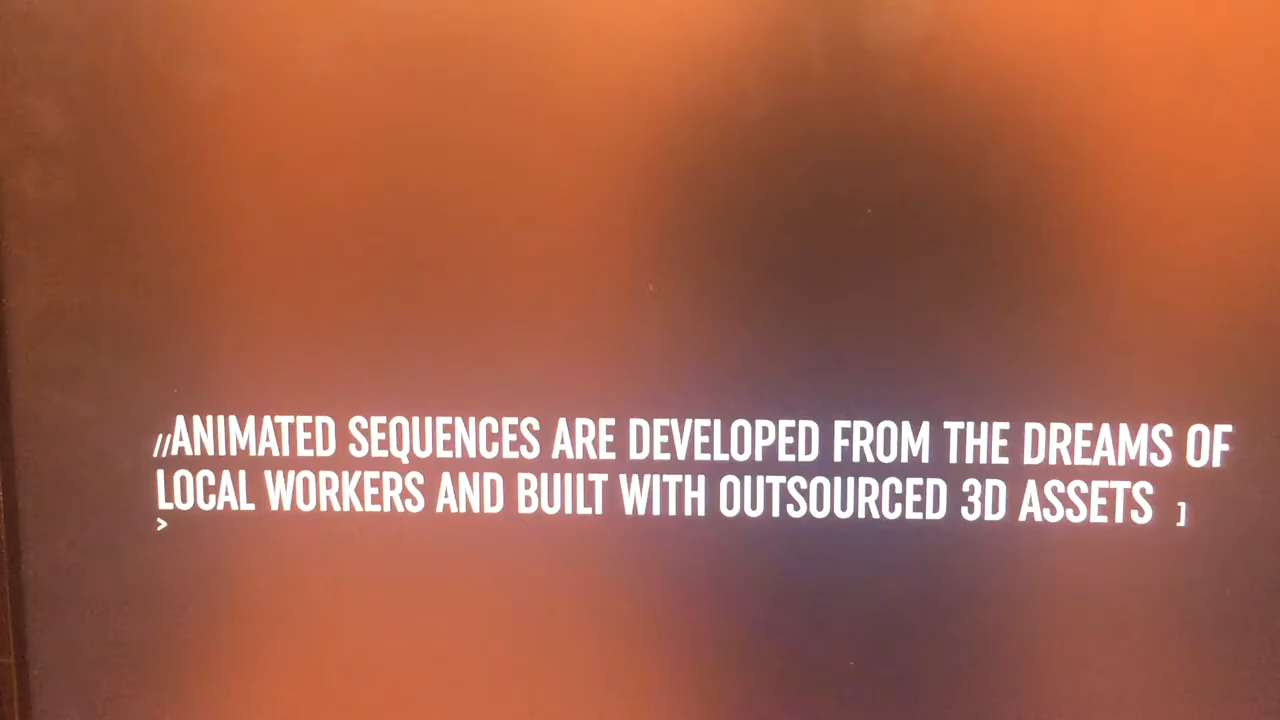 //ANIMATED SEQUENCES ARE DEVELOPED FROM THE DREAMS OF
LOCAL WORKERS AND BUILT WITH OUTSOURCED 3D ASSETS ]
>